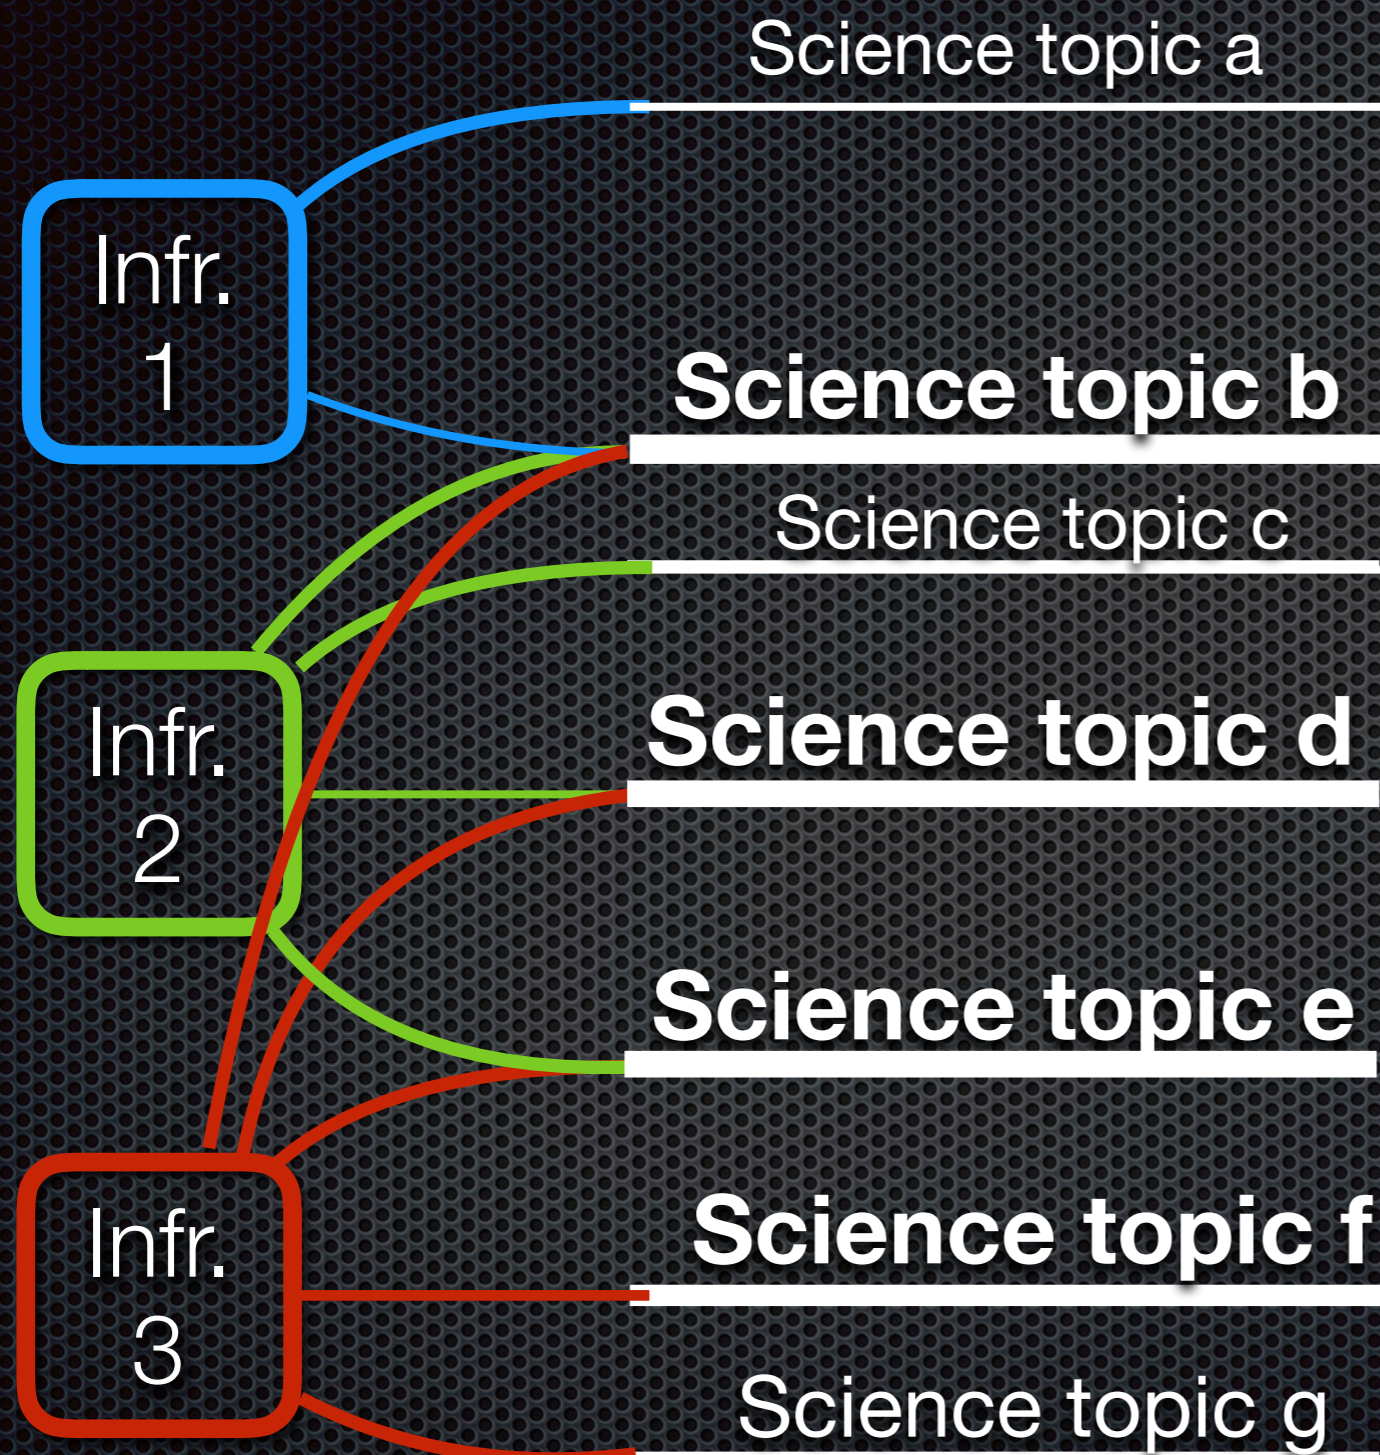 Science topic a
Infr.
1
Science topic b
Science topic c
Infr.
2
Science topic d
Science topic e
Infr.
3
Science topic f
Science topic g